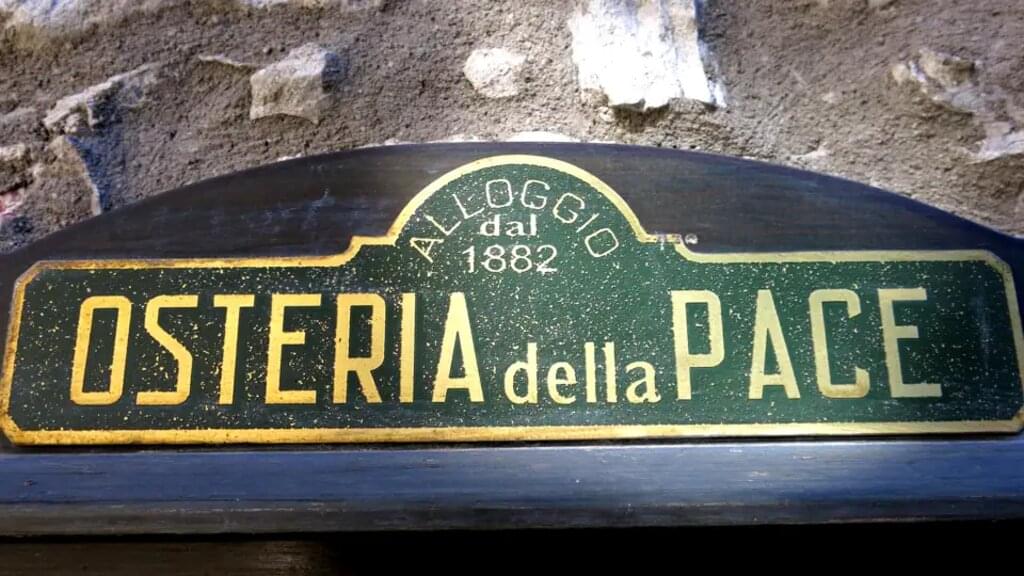 ALLOGGIO
dal
1882
OSTERIA della PACE